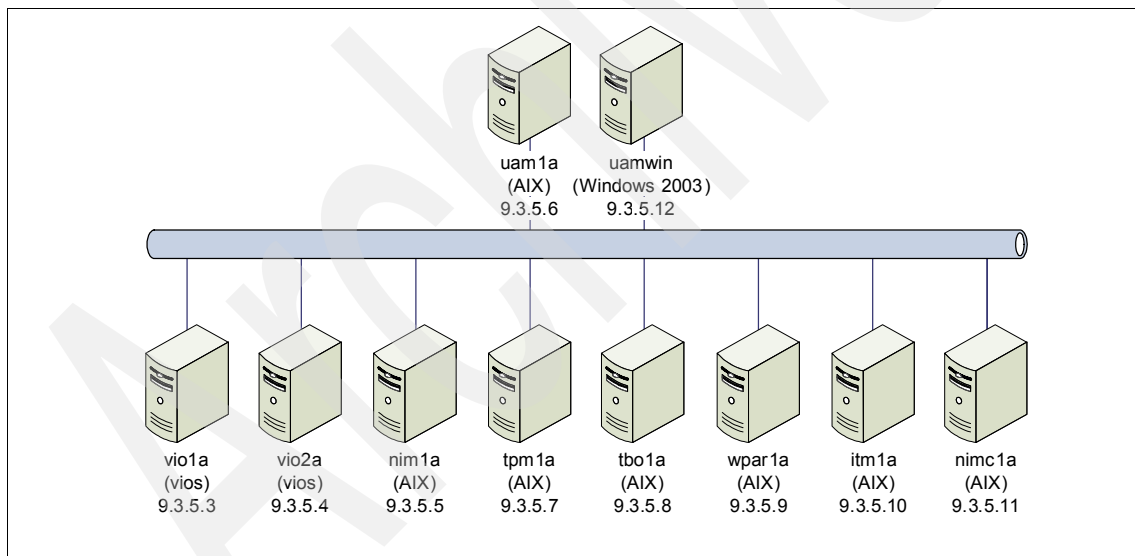 uam1a
(AIX)
9.3.5.6
uamwin
(Windows 2003)
9.3.5.12
vio1a
(vios)
9.3.5.3
vio2a
(vios)
9.3.5.4
nim1a
(AIX)
9.3.5.5
tpm1a
(AIX)
9.3.5.7
tbo1a
(AIX)
9.3.5.8
wpar1a
(AIX)
9.3.5.9
itm1a
(AIX)
9.3.5.10
nimc1a
(AIX)
9.3.5.11
Archiv